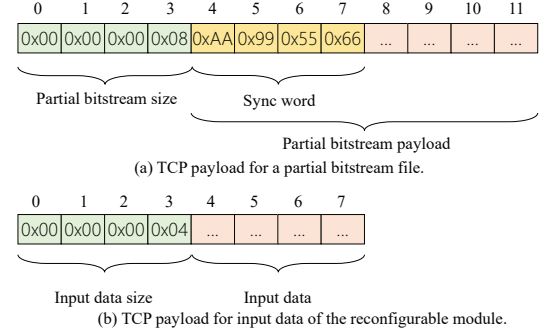 0 1 2 3 4 5 6 7 8 9 10 11
0x00 0x00 0x00 0x08 0xAA 0x99 0x55 0x66 ... ... ... ...
Partial bitstream size Sync word
Partial bitstream payload
(a) TCP payload for a partial bitstream file.
0 1 2 3 4 5 6 7
0x00 0x00 0x00 0x04 ... ... ... ...
Input data size Input data
(b) TCP payload for input data of the reconfigurable module.